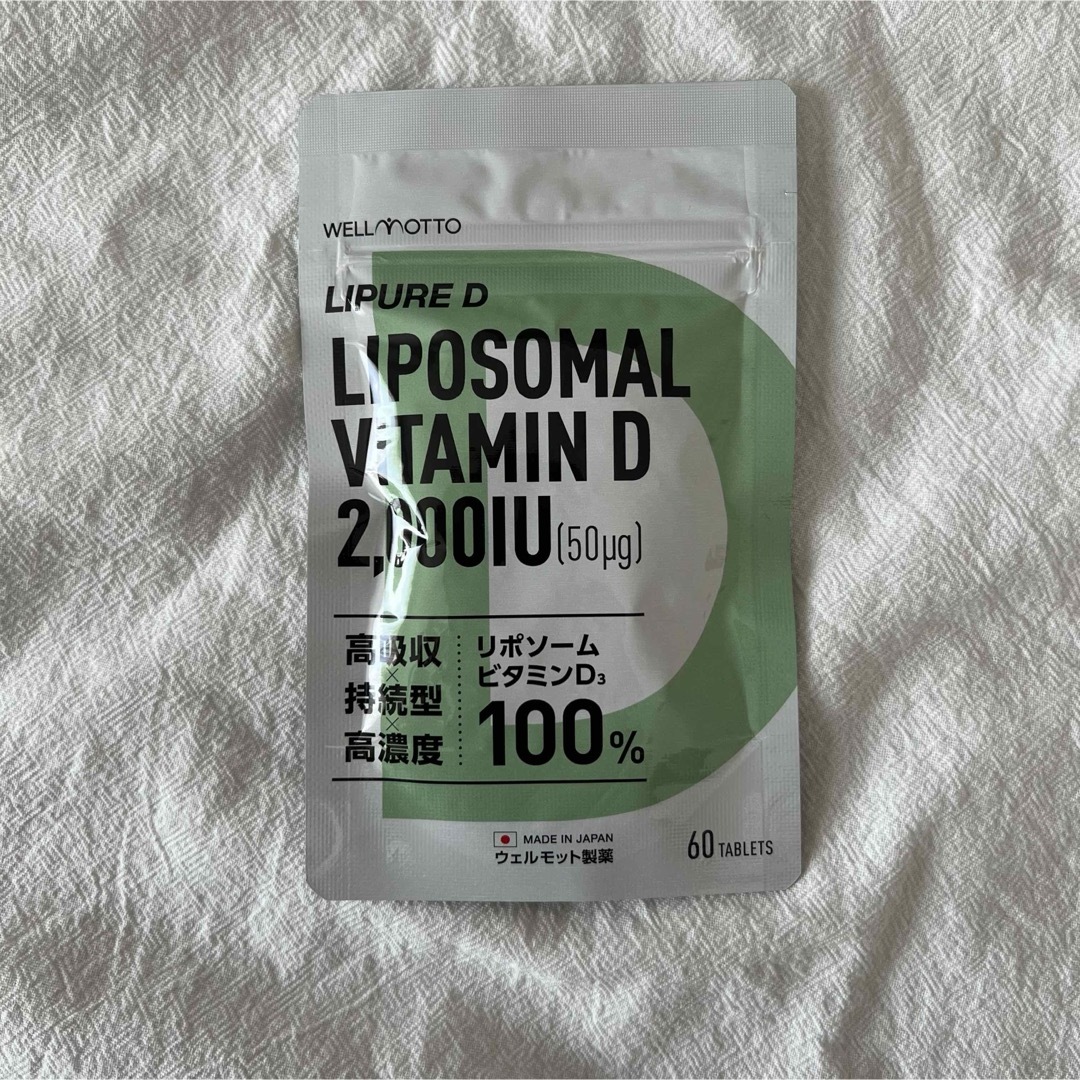 WELLMOTTO
LIPURE D
LIPOSOMAL
VITAMIN D
2,000IU(50μg)
高吸収
×
持続型
×
高濃度
リポソーム
ビタミンD₃
100%
MADE IN JAPAN
ウェルモット製薬
60 TABLETS